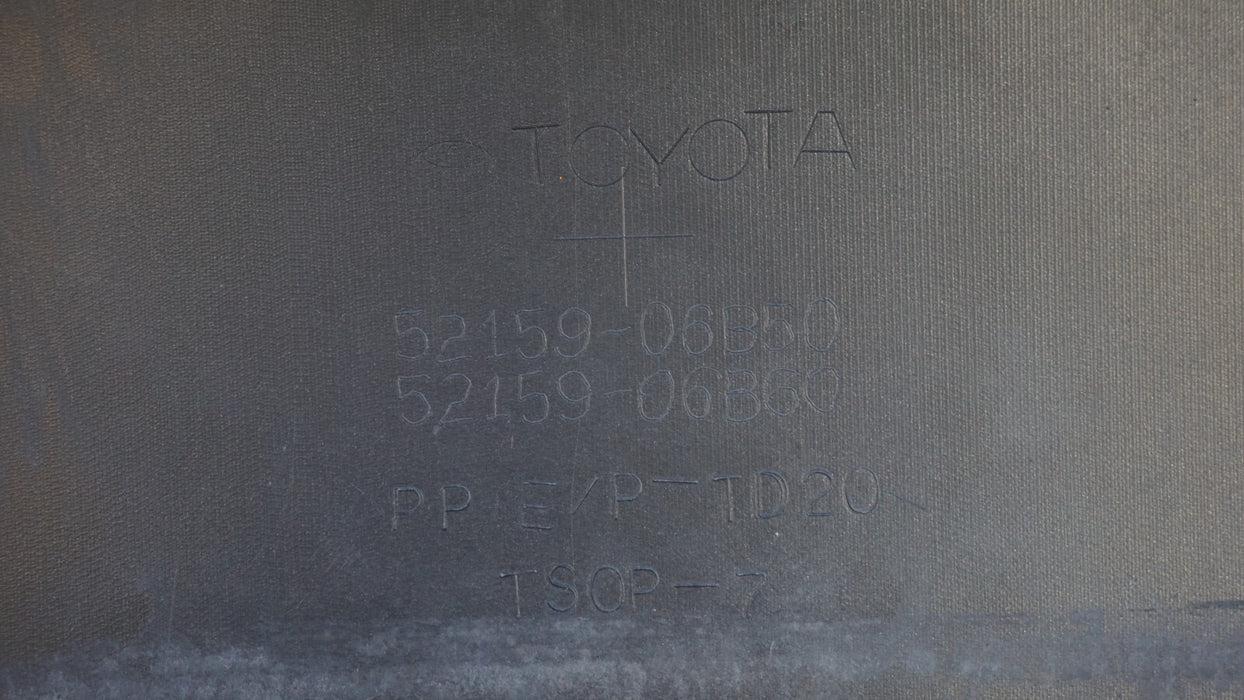 TOYOTA
52159-06B50
52159-06B60
PP E/P-TD20
TSOP-7